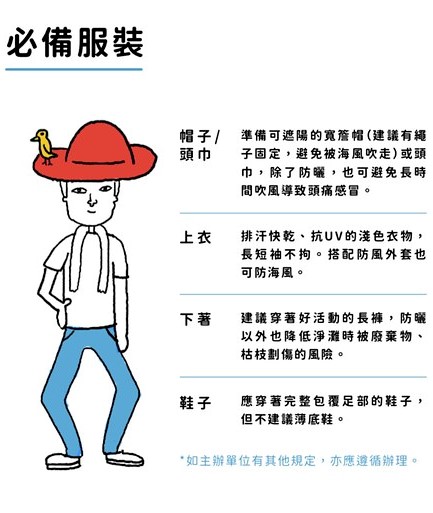 必備服裝
帽子/
頭巾
準備可遮陽的寬簷帽(建議有繩
子固定，避免被海風吹走)或頭
巾，除了防曬，也可避免長時
間吹風導致頭痛感冒。
上衣
排汗快乾、抗UV的淺色衣物，
長短袖不拘。搭配防風外套也
可防海風。
下著
建議穿著好活動的長褲，防曬
以外也降低淨灘時被廢棄物、
枯枝劃傷的風險。
鞋子
應穿著完整包覆足部的鞋子，
但不建議薄底鞋。
*如主辦單位有其他規定，亦應遵循辦理。